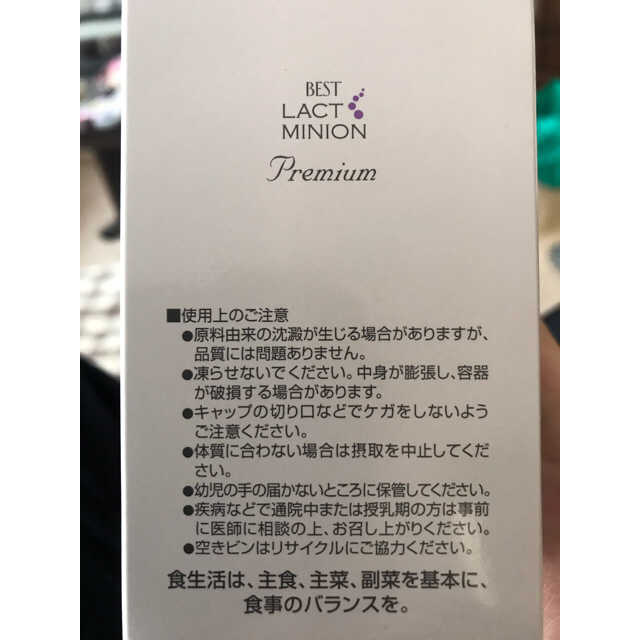 BEST
LACT
MINION
Premium
■使用上のご注意
●原料由来の沈澱が生じる場合がありますが、
品質には問題ありません。
●凍らせないでください。中身が膨張し、容器
が破損する場合があります。
●キャップの切り口などでケガをしないよう
ご注意ください。
●体質に合わない場合は摂取を中止してくだ
さい。
●幼児の手の届かないところに保管してください。
●疾病などで通院中または授乳期の方は事前
に医師に相談の上、お召し上がりください。
●空きビンはリサイクルにご協力ください。
食生活は、主食、主菜、副菜を基本に、
食事のバランスを。